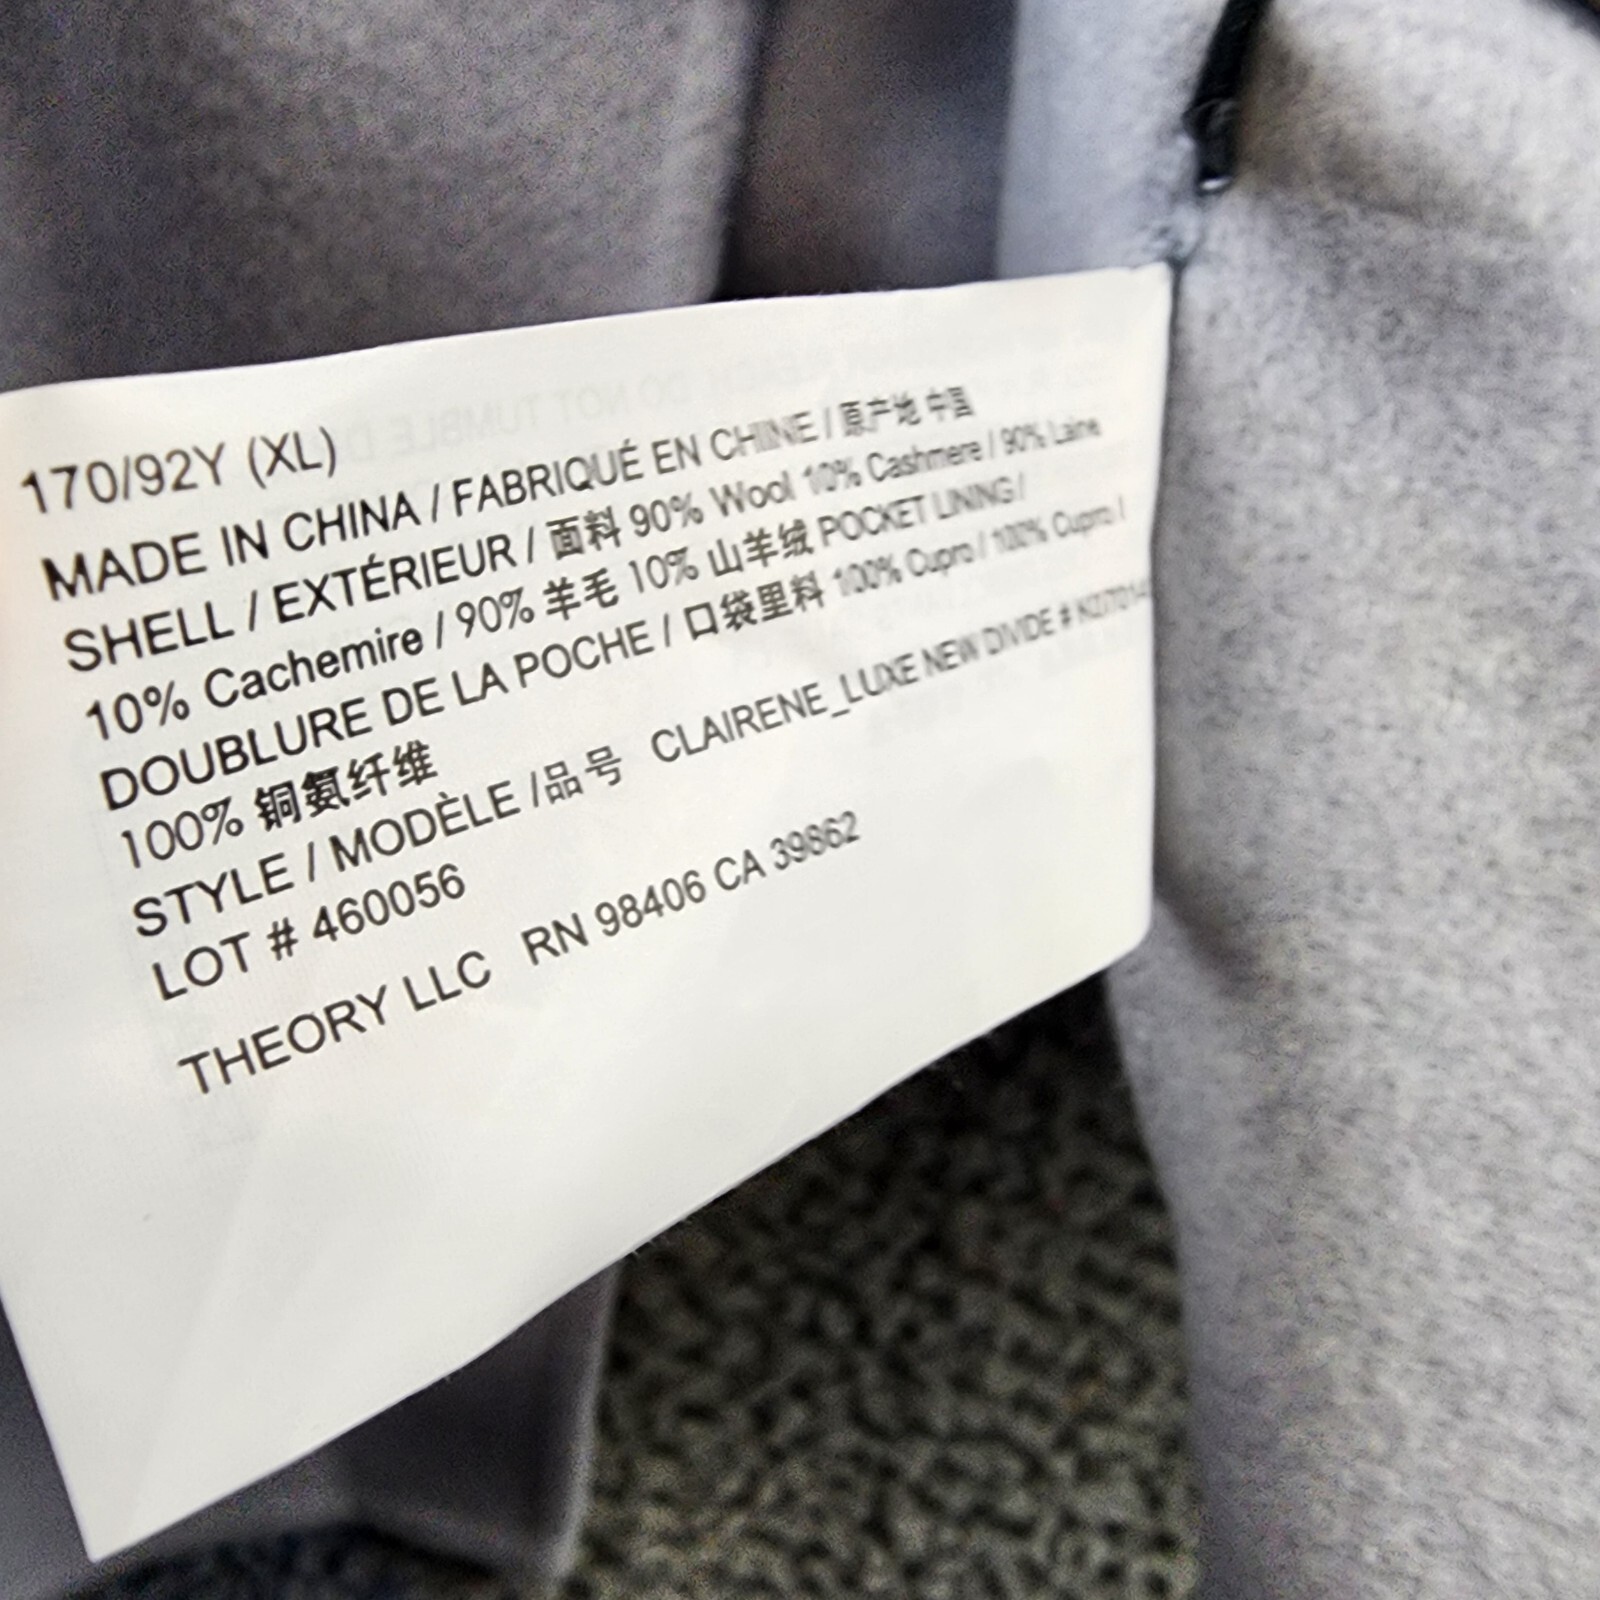 170/92Y (XL)
MADE IN CHINA / FABRIQUÉ EN CHINE / 原产地 中国
SHELL / EXTÉRIEUR / 面料 90% Wool 10% Cashmere / 90% Laine
10% Cachemire / 90% 羊毛 10% 山羊绒 POCKET LINING /
DOUBLURE DE LA POCHE / 口袋里料 100% Cupro / 100% Cupro /
100% 铜氨纤维
STYLE / MODÈLE /品号 CLAIRENE_LUXE NEW DIVIDE #
LOT # 460056
THEORY LLC RN 98406 CA 39862